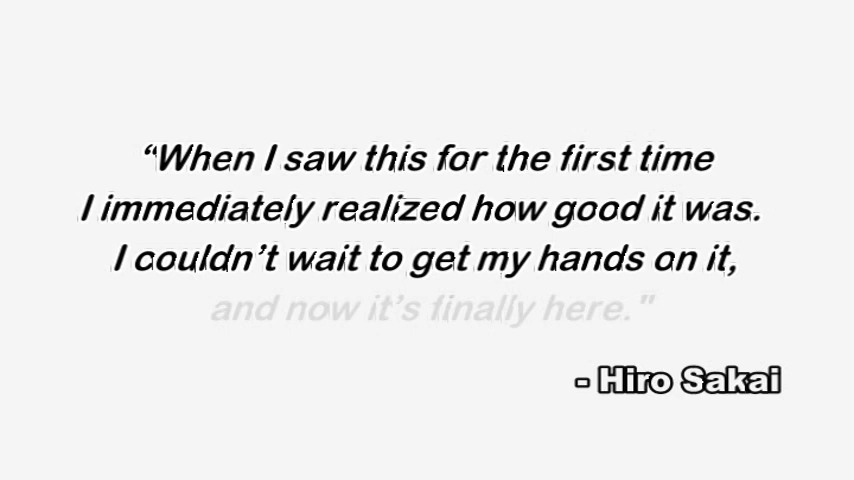 “When I saw this for the first time
I immediately realized how good it was.
I couldn’t wait to get my hands on it,
and now it’s finally here."
- Hiro Sakai